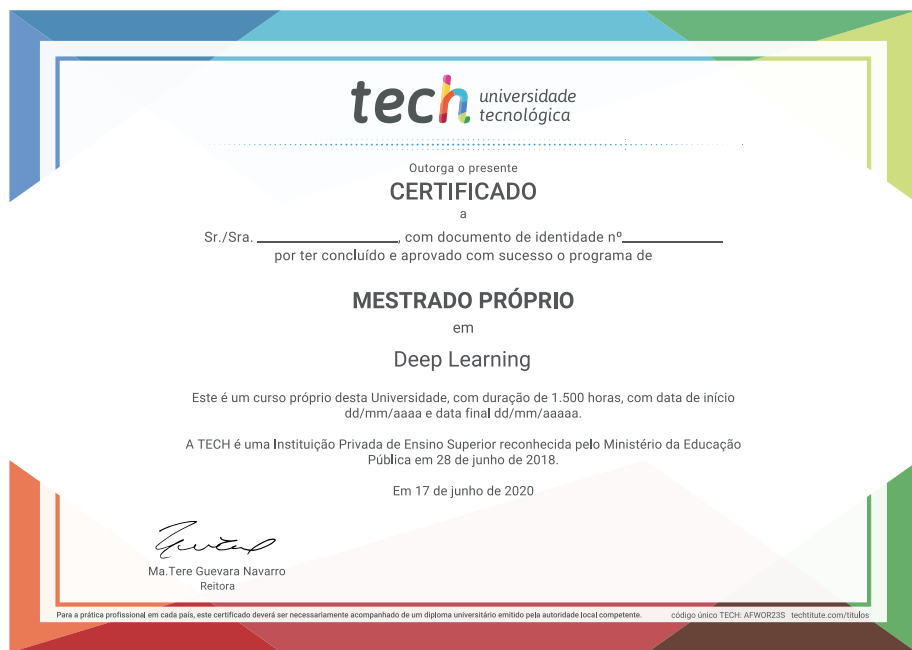 tech universidade
tecnológica
Outorga o presente
CERTIFICADO
a
Sr./Sra. ____________________, com documento de identidade nº______________
por ter concluído e aprovado com sucesso o programa de
MESTRADO PRÓPRIO
em
Deep Learning
Este é um curso próprio desta Universidade, com duração de 1.500 horas, com data de início
dd/mm/aaaa e data final dd/mm/aaaaa.
A TECH é uma Instituição Privada de Ensino Superior reconhecida pelo Ministério da Educação
Pública em 28 de junho de 2018.
Em 17 de junho de 2020
Ma.Tere Guevara Navarro
Reitora
Para a prática profissional em cada país, este certificado deverá ser necessariamente acompanhado de um diploma universitário emitido pela autoridade local competente. código único TECH: AFWOR23S techtitute.com/titulos